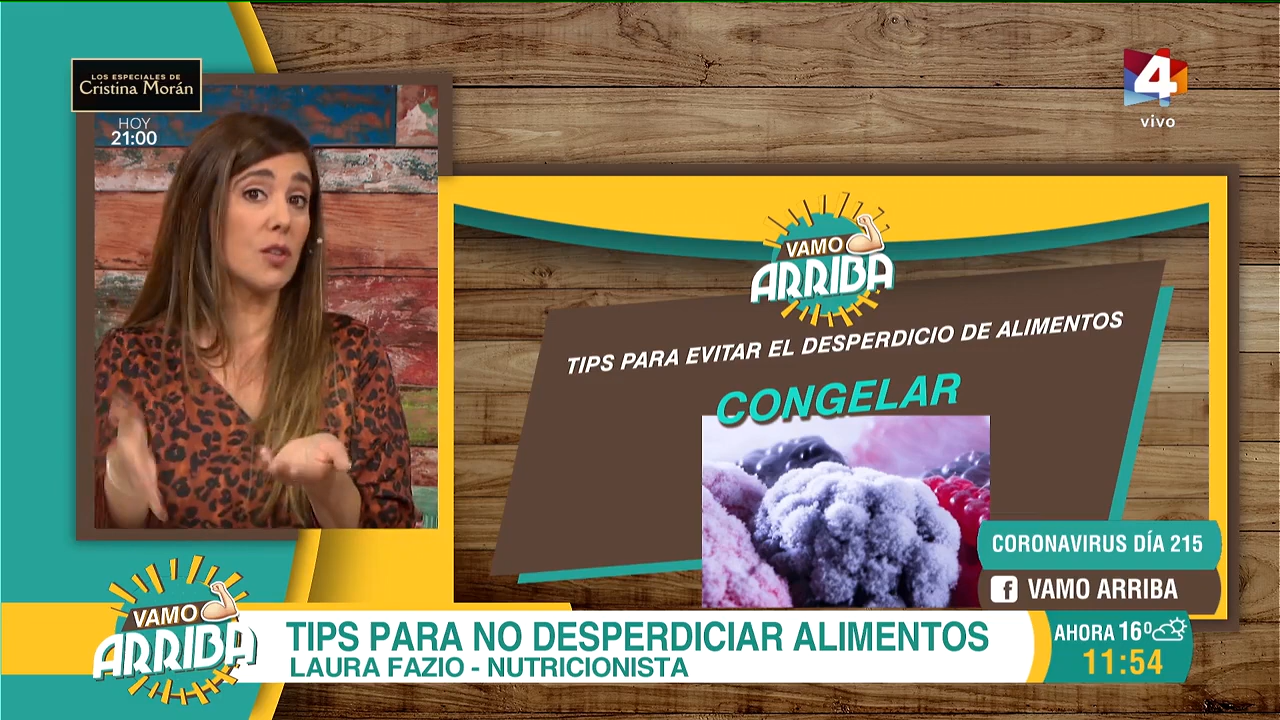 LOS ESPECIALES DE
Cristina Morán
HOY
21:00
4
vivo
VAMO
ARRIBA
TIPS PARA EVITAR EL DESPERDICIO DE ALIMENTOS
CONGELAR
CORONAVIRUS DÍA 215
f VAMO ARRIBA
VAMO
ARRIBA
TIPS PARA NO DESPERDICIAR ALIMENTOS
LAURA FAZIO - NUTRICIONISTA
AHORA 16º
11:54